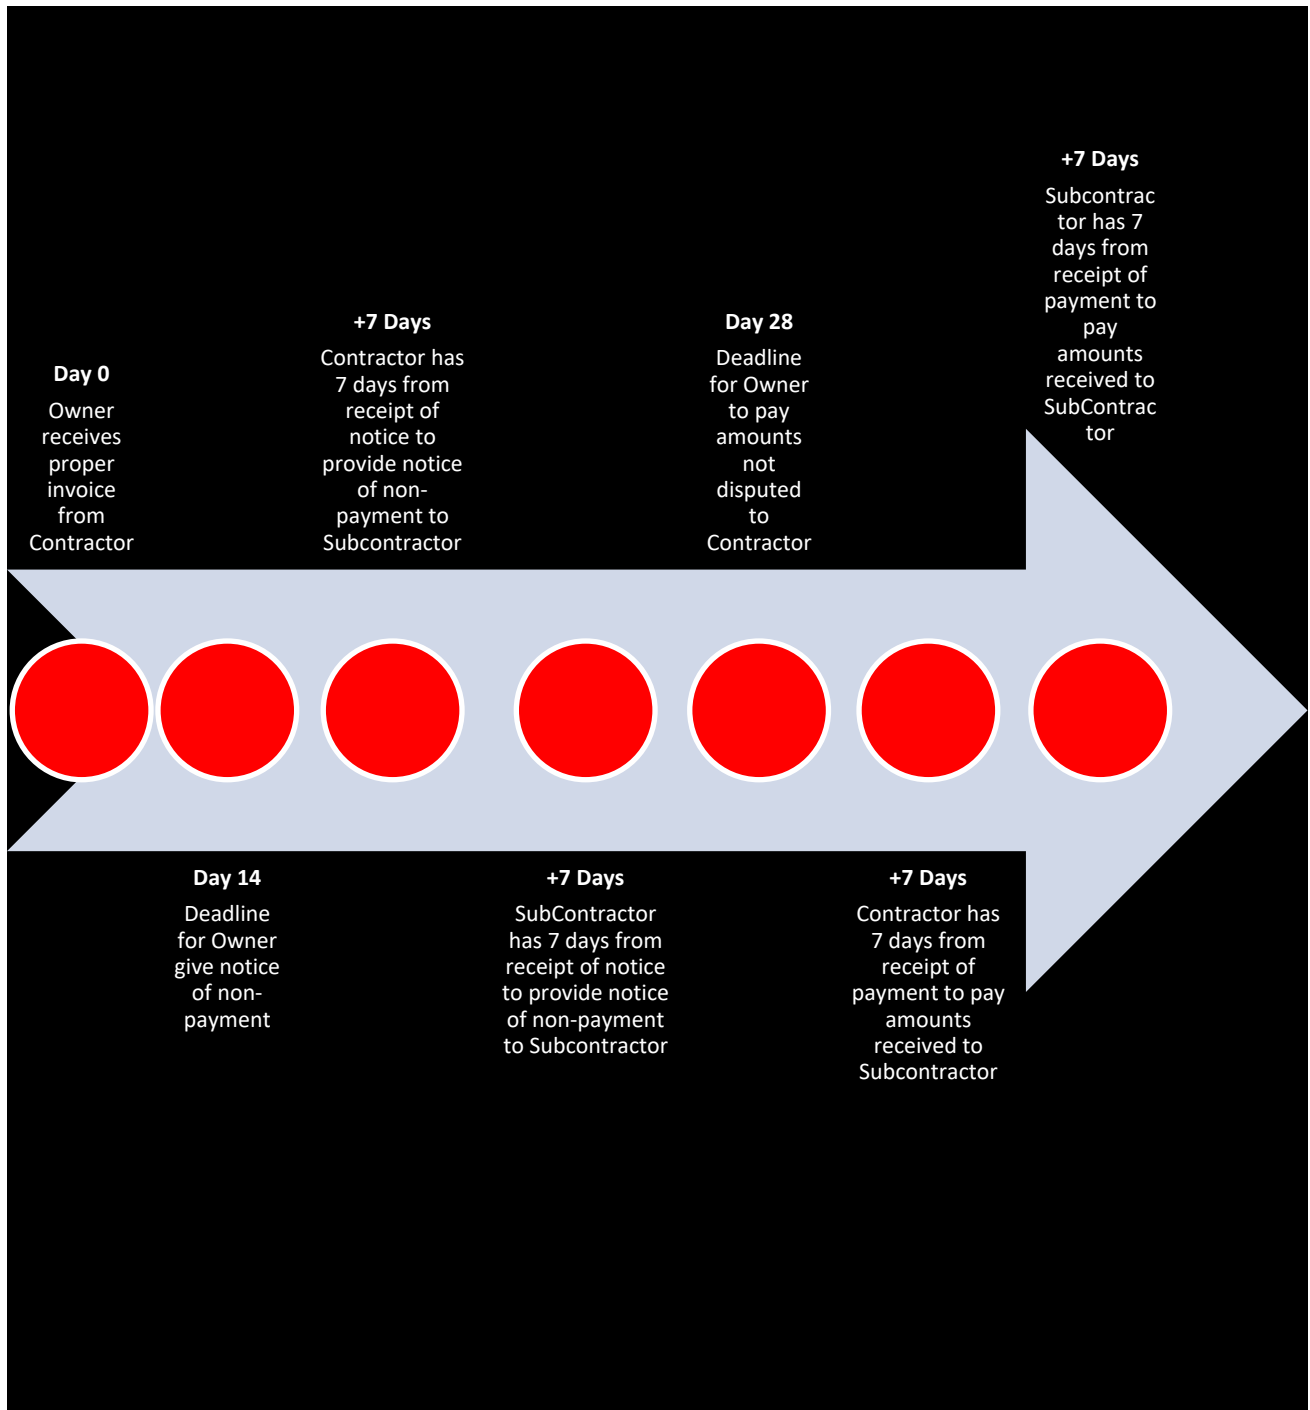 Day 0
Owner
receives
proper
invoice
from
Contractor
Day 14
Deadline
for Owner
give notice
of non-
payment
+7 Days
Contractor has
7 days from
receipt of
notice to
provide notice
of non-
payment to
Subcontractor
+7 Days
SubContractor
has 7 days from
receipt of notice
to provide notice
of non-payment
to Subcontractor
Day 28
Deadline
for Owner
to pay
amounts
not
disputed
to
Contractor
+7 Days
Contractor has
7 days from
receipt of
payment to pay
amounts
received to
Subcontractor
+7 Days
Subcontrac
tor has 7
days from
receipt of
payment to
pay
amounts
received to
SubContrac
tor